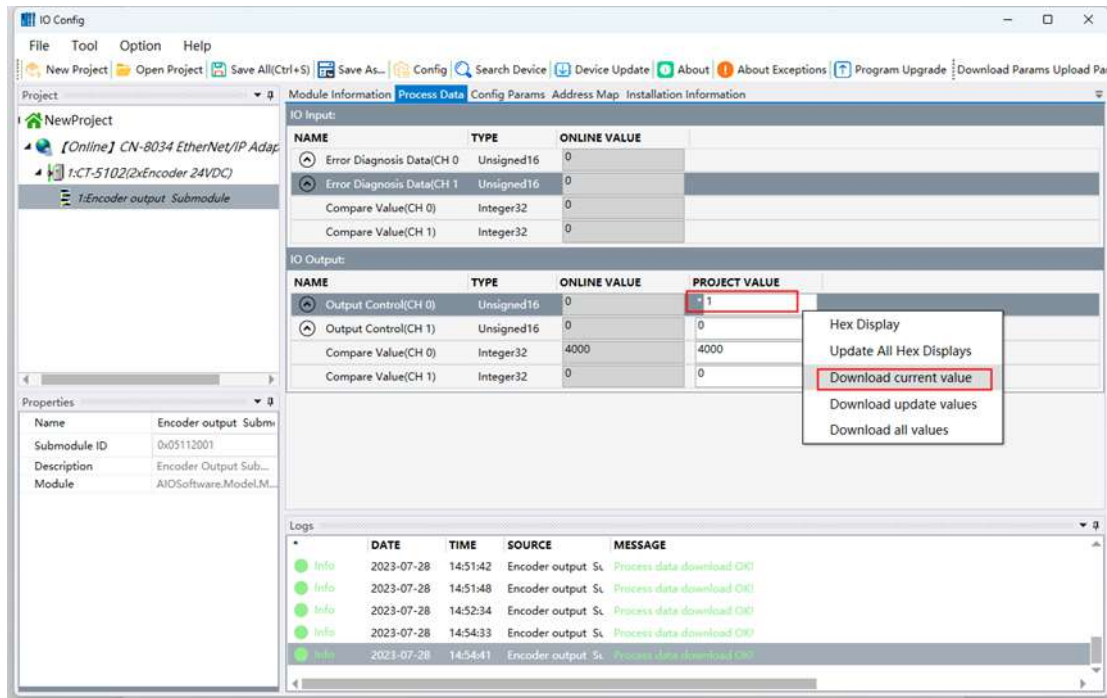 IO Config
File Tool Option Help
New Project Open Project Save All(Ctrl+S) Save As... Config Search Device Device Update About About Exceptions Program Upgrade Download Params Upload Pa
Project
NewProject
[Online] CN-8034 EtherNet/IP Adap
1:CT-5102(2xEncoder 24VDC)
1:Encoder output Submodule
Module Information Process Data Config Params Address Map Installation Information
IO Input:
NAME TYPE ONLINE VALUE
Error Diagnosis Data(CH 0 Unsigned16 0
Error Diagnosis Data(CH 1 Unsigned16 0
Compare Value(CH 0) Integer32 0
Compare Value(CH 1) Integer32 0
IO Output:
NAME TYPE ONLINE VALUE PROJECT VALUE
Output Control(CH 0) Unsigned16 0 * 1
Output Control(CH 1) Unsigned16 0 0
Compare Value(CH 0) Integer32 4000 4000
Compare Value(CH 1) Integer32 0 0
Hex Display
Update All Hex Displays
Download current value
Download update values
Download all values
Properties
Name Encoder output Subm
Submodule ID 0x05112001
Description Encoder Output Sub...
Module AIOSoftware.Model.M...
Logs
* DATE TIME SOURCE MESSAGE
Info 2023-07-28 14:51:42 Encoder output Su Process data download OK!
Info 2023-07-28 14:51:48 Encoder output Su Process data download OK!
Info 2023-07-28 14:52:34 Encoder output Su Process data download OK!
Info 2023-07-28 14:54:33 Encoder output Su Process data download OK!
Info 2023-07-28 14:54:41 Encoder output Su Process data download OK!